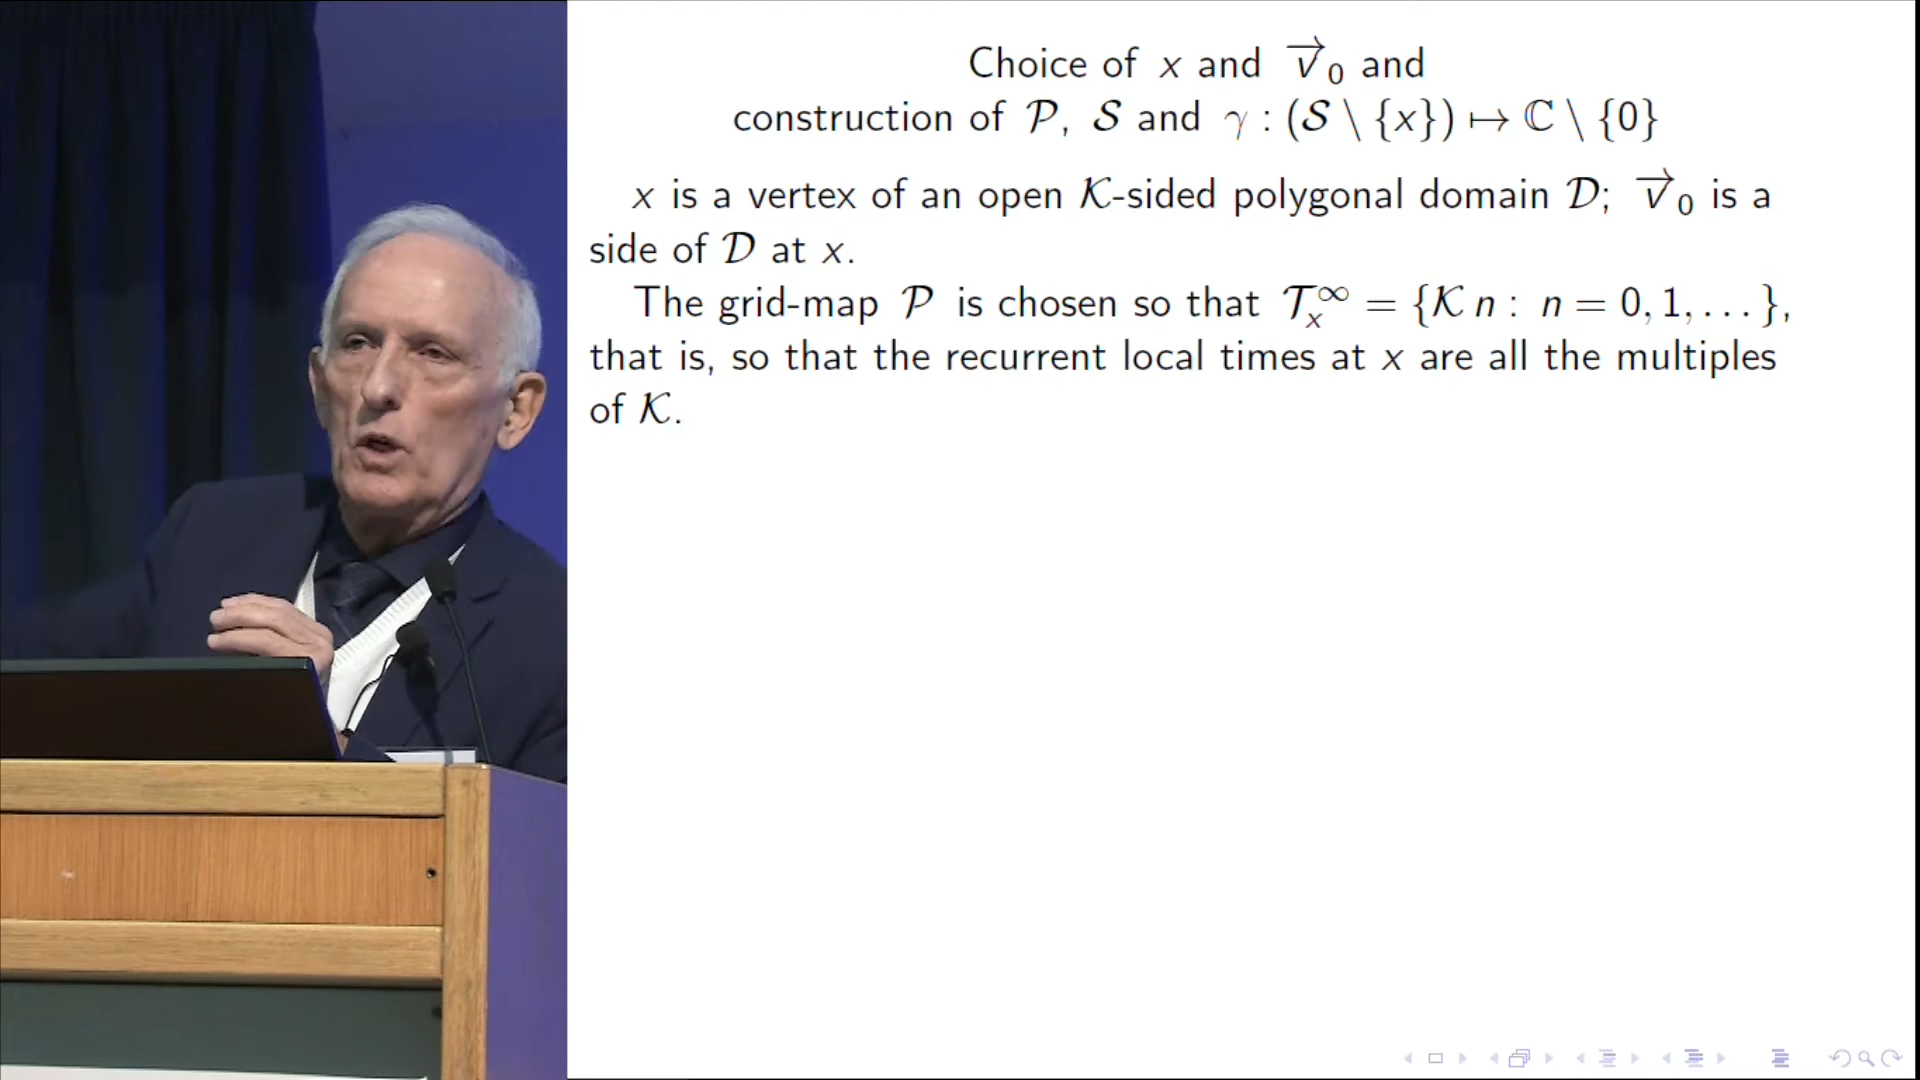 Choice of x and v⃗₀ and
construction of 𝒫, 𝒮 and γ : (𝒮 \ {x}) ↦ ℂ \ {0}
x is a vertex of an open 𝒦-sided polygonal domain 𝒟; v⃗₀ is a
side of 𝒟 at x.
The grid-map 𝒫 is chosen so that 𝒯ₓ^∞ = {𝒦 n : n = 0, 1, . . . },
that is, so that the recurrent local times at x are all the multiples
of 𝒦.